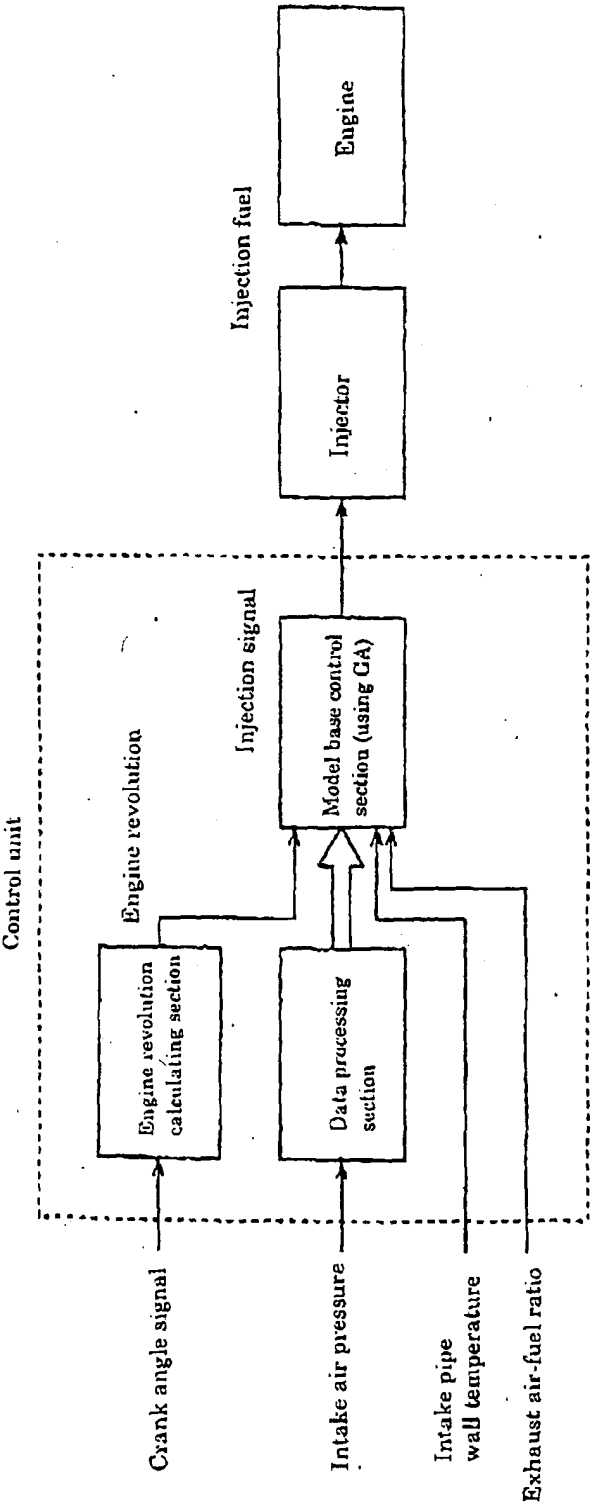 Control unit
Crank angle signal
Engine revolution
calculating section
Engine revolution
Intake air pressure
Data processing
section
Injection signal
Model base control
section (using GA)
Injector
Injection fuel
Engine
Intake pipe
wall temperature
Exhaust air-fuel ratio